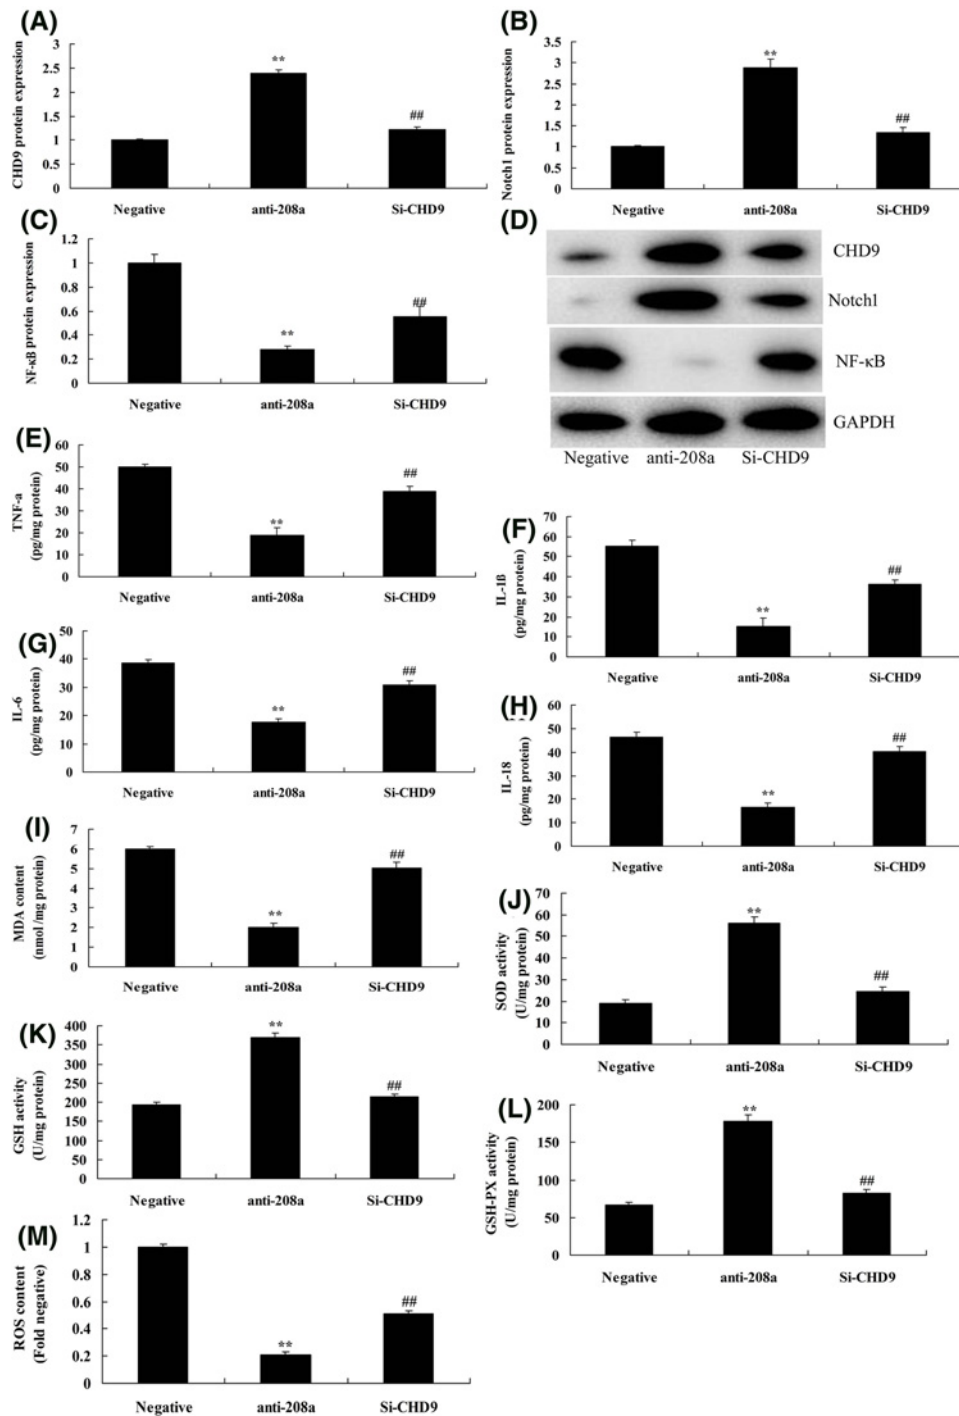 (A)
CHD9 protein expression
3
2.5
2
1.5
1
0.5
0
**
##
Negative anti-208a Si-CHD9
(B)
Notch1 protein expression
3.5
3
2.5
2
1.5
1
0.5
0
**
##
Negative anti-208a Si-CHD9
(C)
NF-κB protein expression
1.2
1
0.8
0.6
0.4
0.2
0
**
##
Negative anti-208a Si-CHD9
(D)
CHD9
Notch1
NF-κB
GAPDH
Negative anti-208a Si-CHD9
(E)
TNF-a
(pg/mg protein)
60
50
40
30
20
10
0
**
##
Negative anti-208a Si-CHD9
(F)
IL-1ß
(pg/mg protein)
70
60
50
40
30
20
10
0
**
##
Negative anti-208a Si-CHD9
(G)
IL-6
(pg/mg protein)
50
40
30
20
10
0
**
##
Negative anti-208a Si-CHD9
(H)
IL-18
(pg/mg protein)
60
50
40
30
20
10
0
**
##
Negative anti-208a Si-CHD9
(I)
MDA content
(nmol/mg protein)
7
6
5
4
3
2
1
0
**
##
Negative anti-208a Si-CHD9
(J)
SOD activity
(U/mg protein)
70
60
50
40
30
20
10
0
**
##
Negative anti-208a Si-CHD9
(K)
GSH activity
(U/mg protein)
400
350
300
250
200
150
100
50
0
**
##
Negative anti-208a Si-CHD9
(L)
GSH-PX activity
(U/mg protein)
200
150
100
50
0
**
##
Negative anti-208a Si-CHD9
(M)
ROS content
(Fold negative)
1.2
1
0.8
0.6
0.4
0.2
0
**
##
Negative anti-208a Si-CHD9